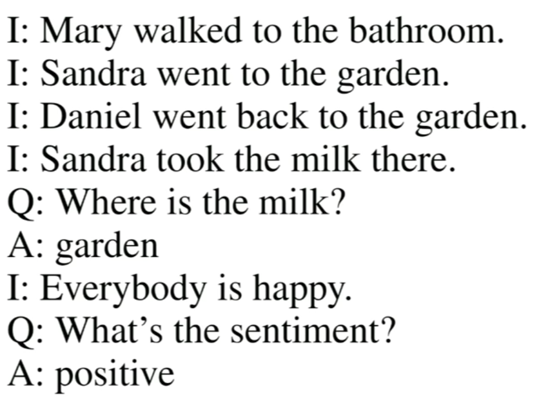 I: Mary walked to the bathroom.
I: Sandra went to the garden.
I: Daniel went back to the garden.
I: Sandra took the milk there.
Q: Where is the milk?
A: garden
I: Everybody is happy.
Q: What’s the sentiment?
A: positive